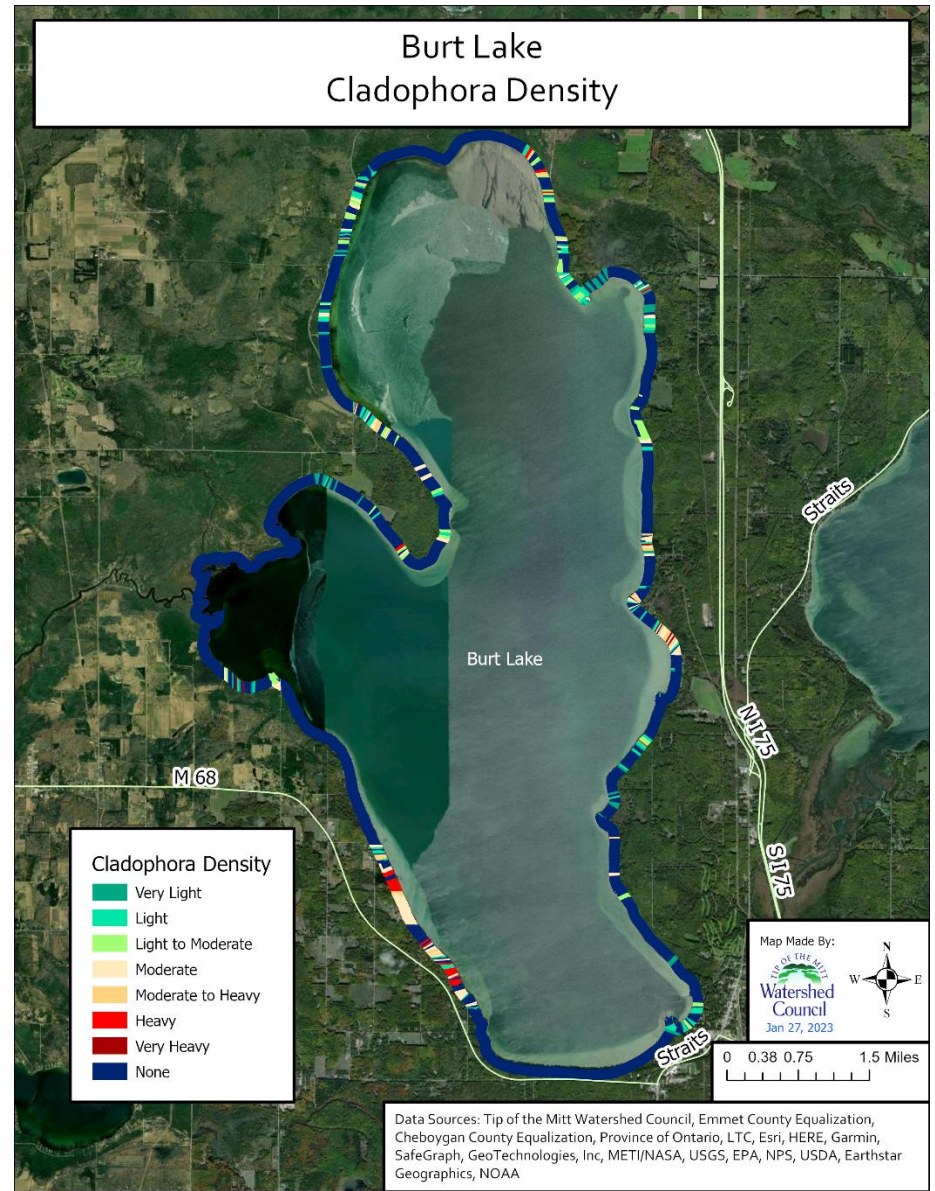 Burt Lake
Cladophora Density
Straits
Burt Lake
N I 75
M 68
S I 75
Cladophora Density
Very Light
Light
Light to Moderate
Moderate
Moderate to Heavy
Heavy
Very Heavy
None
Map Made By:
TIP OF THE MITT
Watershed
Council
Jan 27, 2023
N
W E
S
Straits
0 0.38 0.75 1.5 Miles
Data Sources: Tip of the Mitt Watershed Council, Emmet County Equalization,
Cheboygan County Equalization, Province of Ontario, LTC, Esri, HERE, Garmin,
SafeGraph, GeoTechnologies, Inc, METI/NASA, USGS, EPA, NPS, USDA, Earthstar
Geographics, NOAA